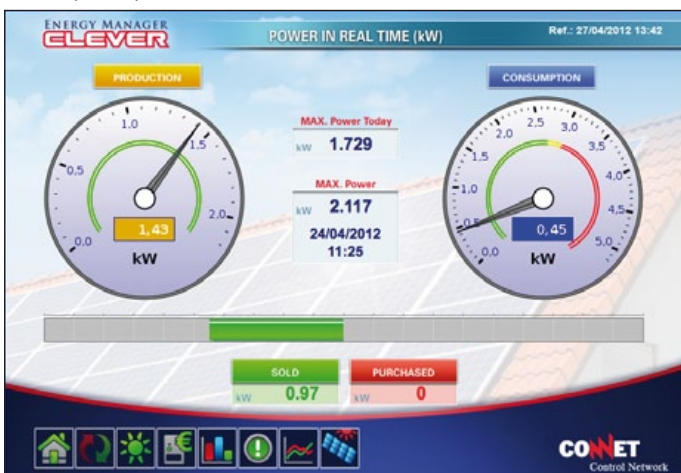 ENERGY MANAGER
CLEVER
POWER IN REAL TIME (kW)
Ref.: 27/04/2012 13:42
PRODUCTION
0,0
0,5
1,0
1,5
2,0
1,43
kW
MAX. Power Today
kW 1.729
MAX. Power
kW 2.117
24/04/2012
11:25
CONSUMPTION
0,0
0,5
1,0
1,5
2,0
2,5
3,0
3,5
4,0
4,5
5,0
0,45
kW
SOLD
kW 0.97
PURCHASED
kW 0
CONNET
Control Network